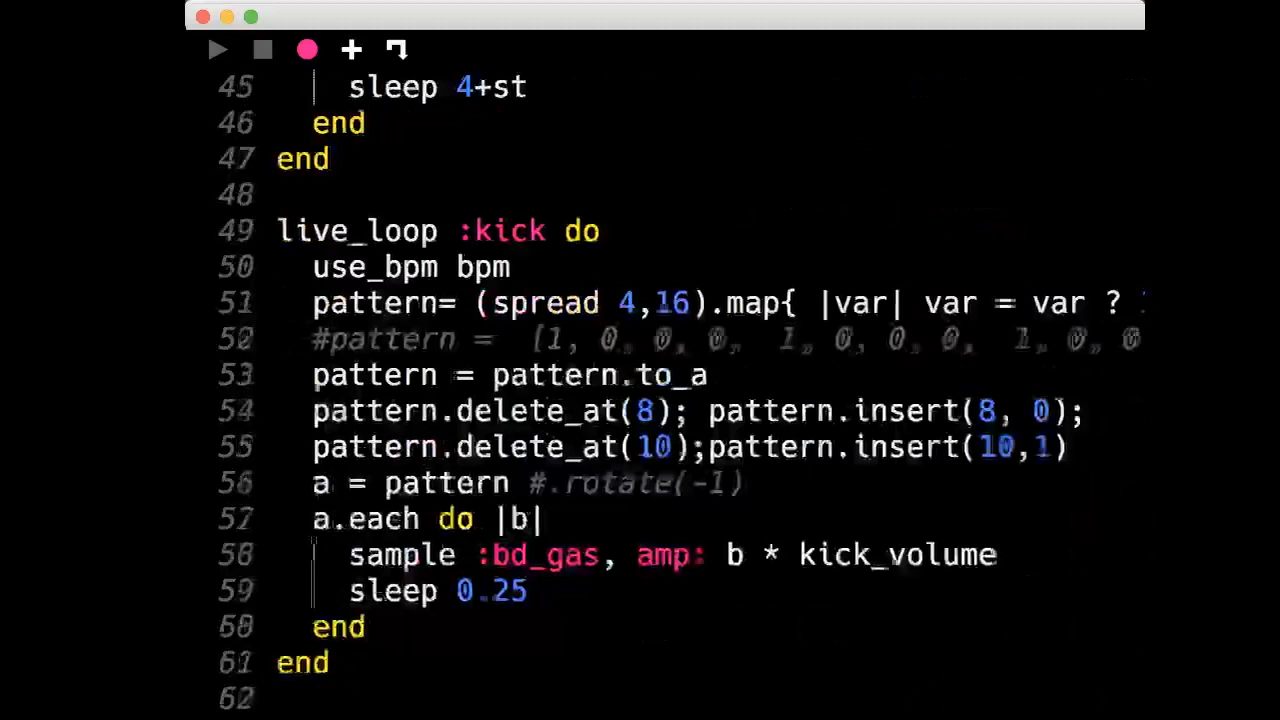 45 sleep 4+st
46 end
47 end
48
49 live_loop :kick do
50 use_bpm bpm
51 pattern= (spread 4,16).map{ |var| var = var ?
50 #pattern = [1, 0, 0, 0, 1, 0, 0, 0, 1, 0, 0
53 pattern = pattern.to_a
54 pattern.delete_at(8); pattern.insert(8, 0);
55 pattern.delete_at(10);pattern.insert(10,1)
56 a = pattern #.rotate(-1)
57 a.each do |b|
58 sample :bd_gas, amp: b * kick_volume
59 sleep 0.25
50 end
61 end
62